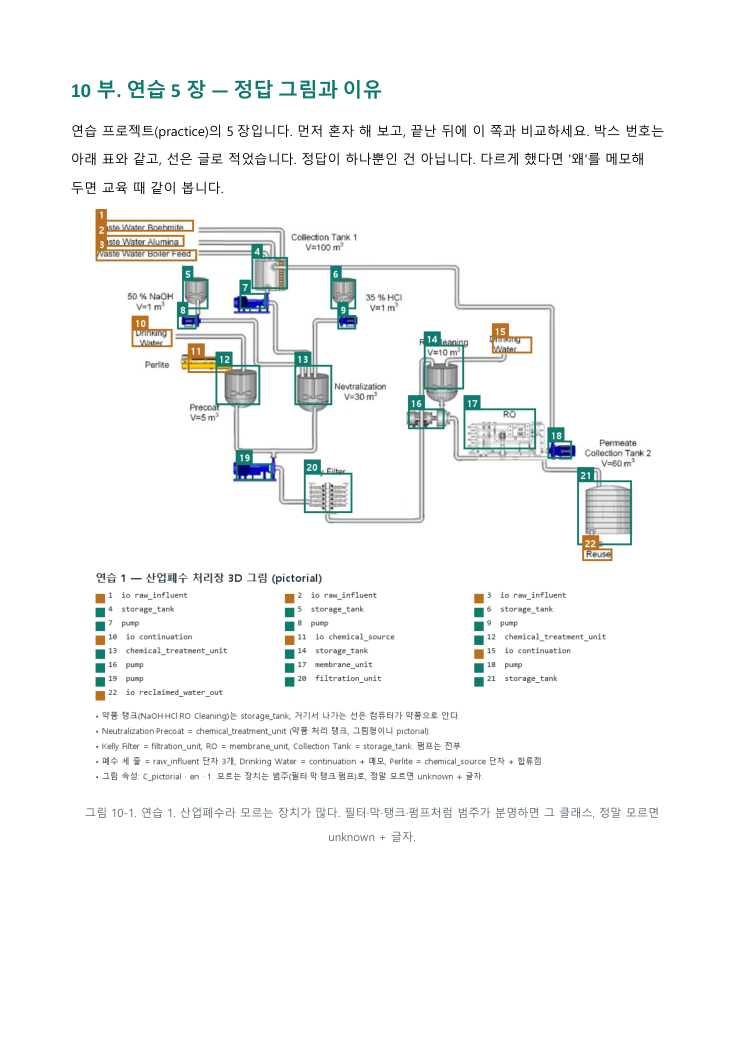 10 부. 연습 5 장 — 정답 그림과 이유
연습 프로젝트(practice)의 5 장입니다. 먼저 혼자 해 보고, 끝난 뒤에 이 쪽과 비교하세요. 박스 번호는
아래 표와 같고, 선은 글로 적었습니다. 정답이 하나뿐인 건 아닙니다. 다르게 했다면 '왜'를 메모해
두면 교육 때 같이 봅니다.
1
2
Water Boehmite
3
Water Alumina
Waste Water Boiler Feed
Collection Tank 1
V=100 m³
4
5
6
7
50 % NaOH
V=1 m³
8
35 % HCl
V=1 m³
9
10
Drinking
Water
11
Perlite
12
13
Precoat
V=5 m³
Nevtralization
V=30 m³
14
V=10 m³
15
Drinking
Water
16
17
RO
18
Permeate
Collection Tank 2
V=60 m³
19
20
Filter
21
22
Reuse
연습 1 — 산업폐수 처리장 3D 그림 (pictorial)
1 io raw_influent 2 io raw_influent 3 io raw_influent
4 storage_tank 5 storage_tank 6 storage_tank
7 pump 8 pump 9 pump
10 io continuation 11 io chemical_source 12 chemical_treatment_unit
13 chemical_treatment_unit 14 storage_tank 15 io continuation
16 pump 17 membrane_unit 18 pump
19 pump 20 filtration_unit 21 storage_tank
22 io reclaimed_water_out
• 약품 탱크(NaOH·HCl·RO Cleaning)는 storage_tank, 거기서 나가는 선은 컴퓨터가 약품으로 안다.
• Neutralization·Precoat = chemical_treatment_unit (약품 처리 탱크, 그림형이니 pictorial).
• Kelly Filter = filtration_unit, RO = membrane_unit, Collection Tank = storage_tank. 펌프는 전부.
• 폐수 세 줄 = raw_influent 단자 3개, Drinking Water = continuation + 메모, Perlite = chemical_source 단자 + 합류점.
• 그림 속성: C_pictorial · en · 1. 모르는 장치는 범주(필터·막·탱크·펌프)로, 정말 모르면 unknown + 글자.
그림 10-1. 연습 1. 산업폐수라 모르는 장치가 많다. 필터·막·탱크·펌프처럼 범주가 분명하면 그 클래스, 정말 모르면
unknown + 글자.